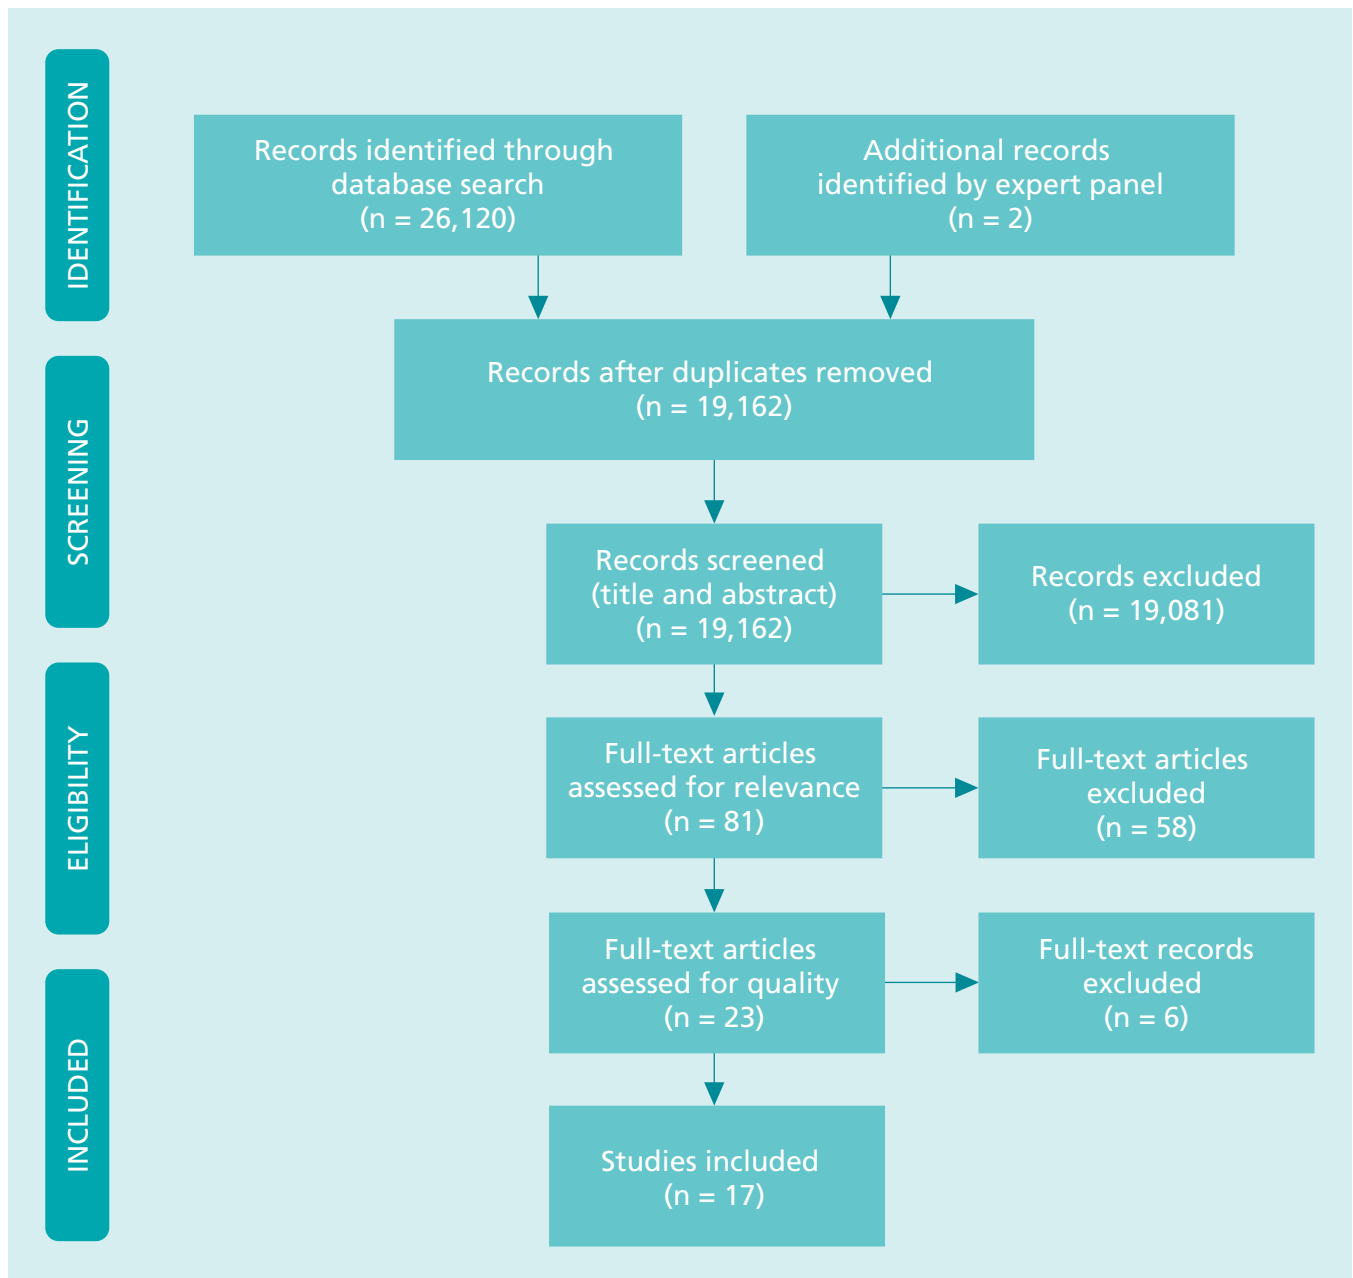 IDENTIFICATION
Records identified through
database search
(n = 26,120)
Additional records
identified by expert panel
(n = 2)
Records after duplicates removed
(n = 19,162)
SCREENING
Records screened
(title and abstract)
(n = 19,162)
Records excluded
(n = 19,081)
ELIGIBILITY
Full-text articles
assessed for relevance
(n = 81)
Full-text articles
excluded
(n = 58)
Full-text articles
assessed for quality
(n = 23)
Full-text records
excluded
(n = 6)
INCLUDED
Studies included
(n = 17)